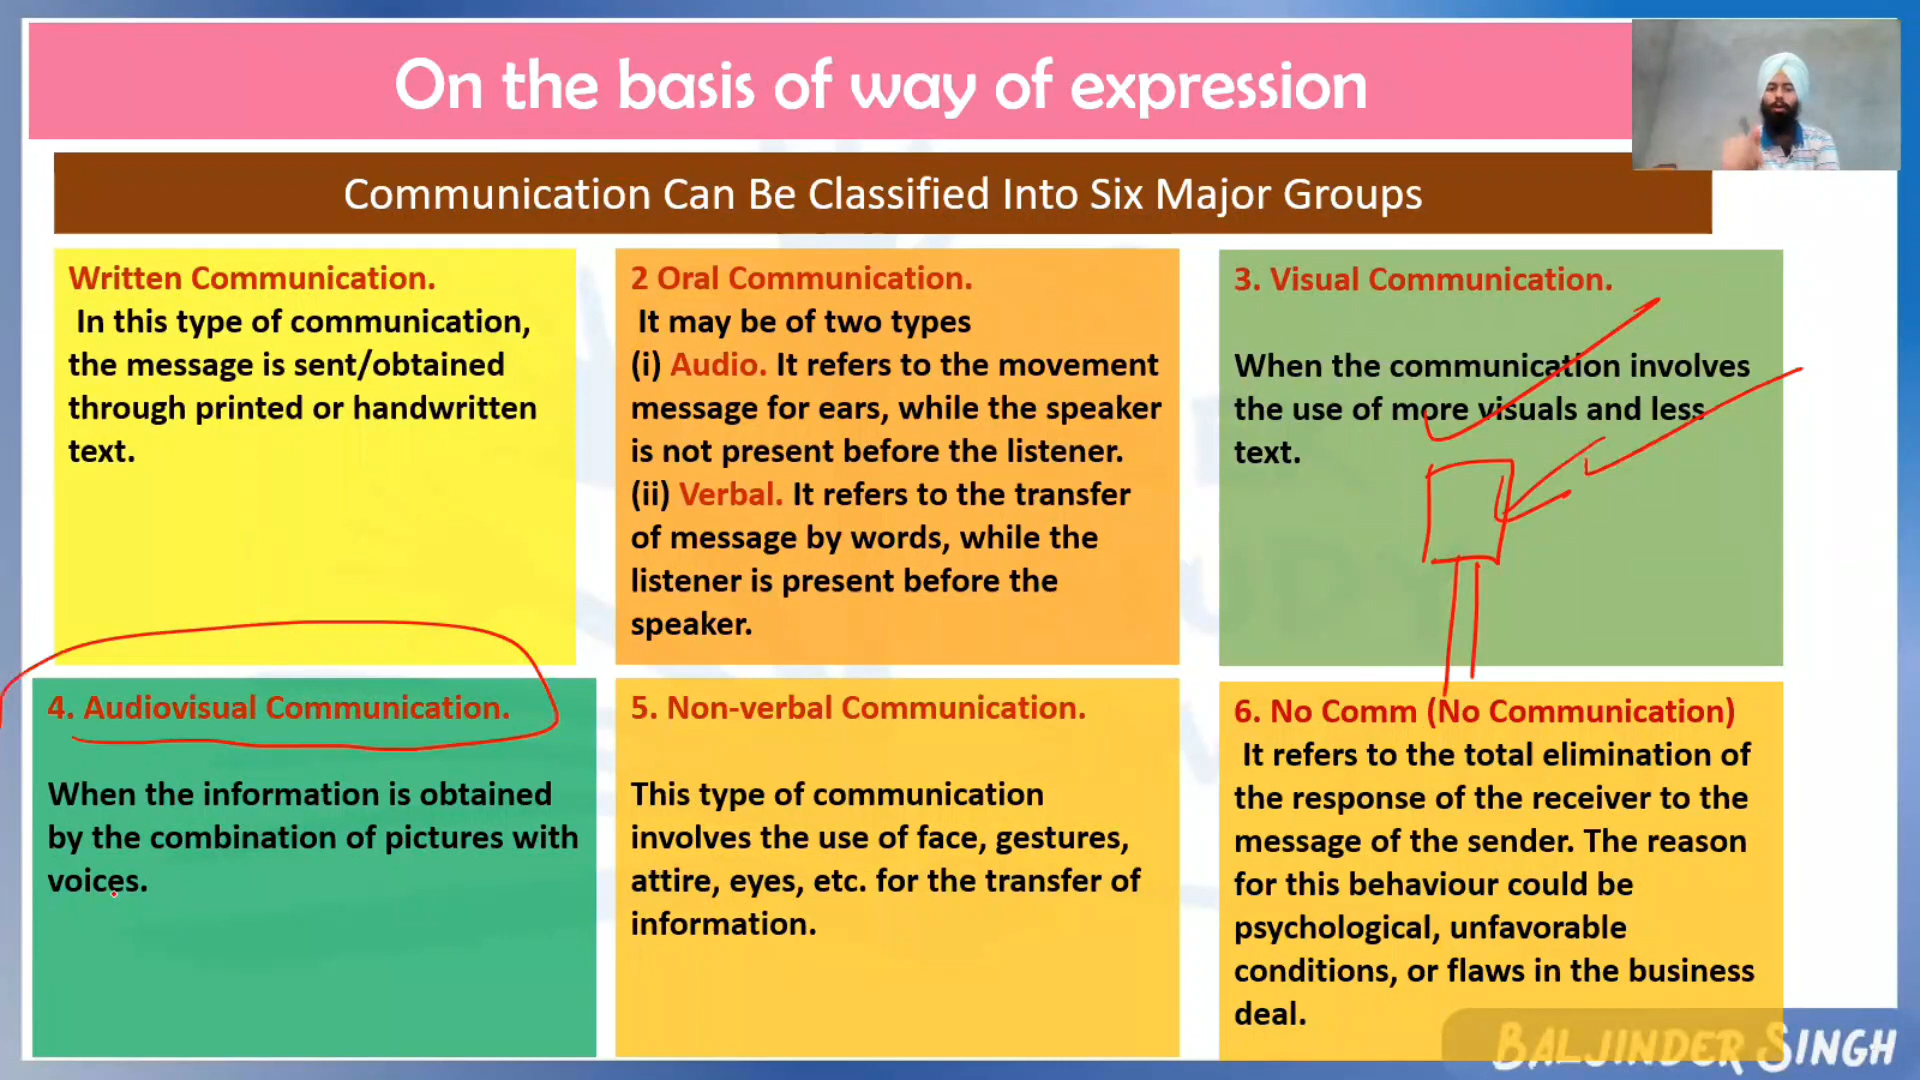 On the basis of way of expression
Communication Can Be Classified Into Six Major Groups
Written Communication.
In this type of communication,
the message is sent/obtained
through printed or handwritten
text.
2 Oral Communication.
It may be of two types
(i) Audio. It refers to the movement
message for ears, while the speaker
is not present before the listener.
(ii) Verbal. It refers to the transfer
of message by words, while the
listener is present before the
speaker.
3. Visual Communication.
When the communication involves
the use of more visuals and less
text.
4. Audiovisual Communication.
When the information is obtained
by the combination of pictures with
voices.
5. Non-verbal Communication.
This type of communication
involves the use of face, gestures,
attire, eyes, etc. for the transfer of
information.
6. No Comm (No Communication)
It refers to the total elimination of
the response of the receiver to the
message of the sender. The reason
for this behaviour could be
psychological, unfavorable
conditions, or flaws in the business
deal.
BALJINDER SINGH